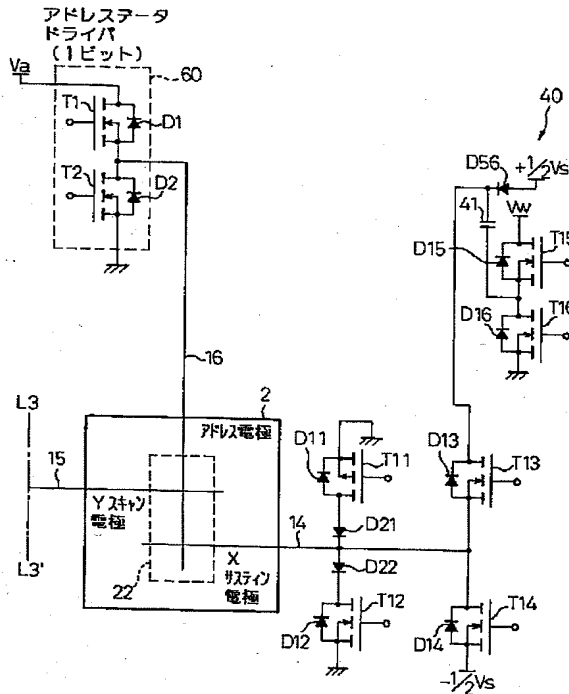 アドレスデータ
ドライバ
(1ビット)
Va
60
T1
D1
T2
D2
16
40
D56
+1/2Vs
41
Vw
D15
T15
D16
T16
L3
15
L3'
2
アドレス電極
Yスキャン
電極
22
X
サスティン
電極
14
D11
T11
D21
D22
D12
T12
D13
T13
D14
T14
-1/2Vs